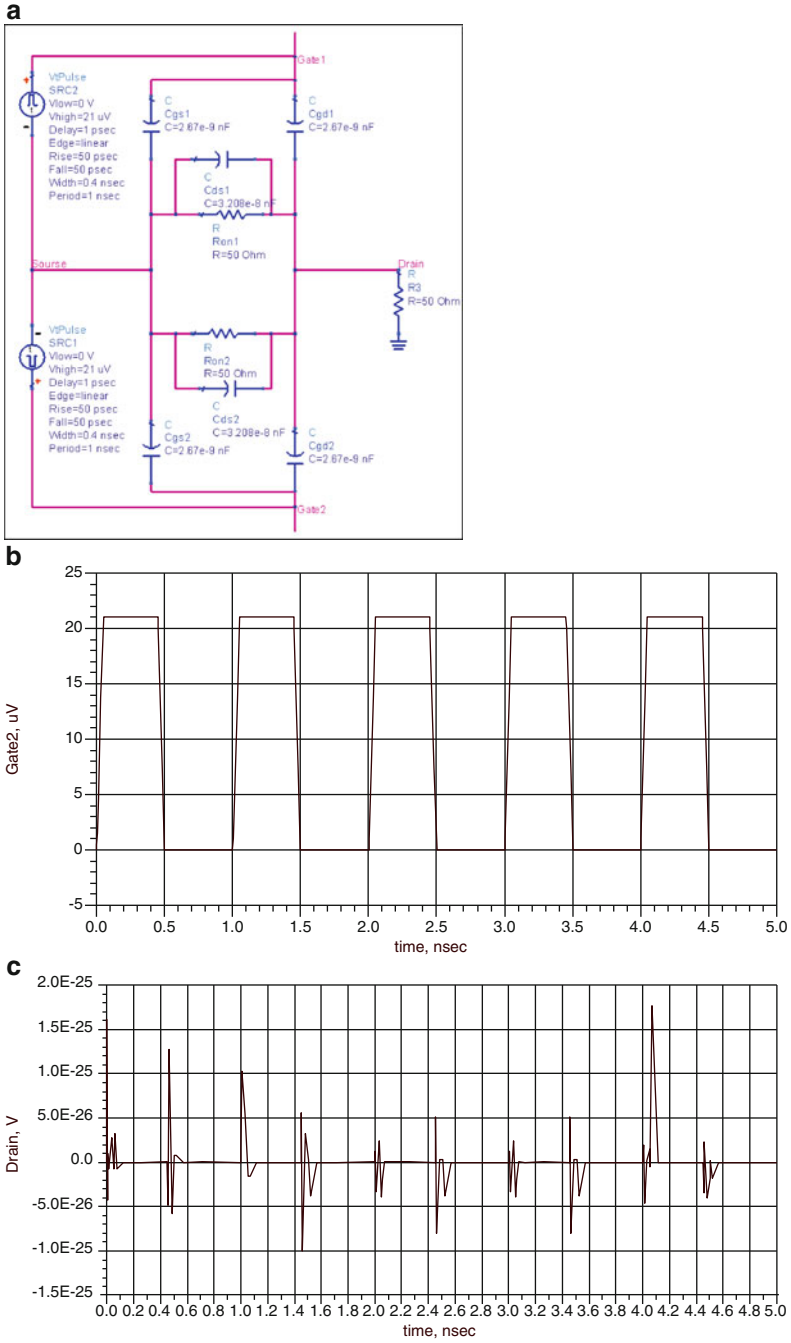 a
Gate1
VtPulse
SRC2
Vlow=0 V
Vhigh=21 uV
Delay=1 psec
Edge=linear
Rise=50 psec
Fall=50 psec
Width=0.4 nsec
Period=1 nsec
C
Cgs1
C=2.67e-9 nF
C
Cgd1
C=2.67e-9 nF
C
Cds1
C=3.208e-8 nF
R
Ron1
R=50 Ohm
Sourse
Drain
R
R3
R=50 Ohm
VtPulse
SRC1
Vlow=0 V
Vhigh=21 uV
Delay=1 psec
Edge=linear
Rise=50 psec
Fall=50 psec
Width=0.4 nsec
Period=1 nsec
R
Ron2
R=50 Ohm
C
Cds2
C=3.208e-8 nF
C
Cgs2
C=2.67e-9 nF
C
Cgd2
C=2.67e-9 nF
Gate2
b
25
20
15
10
5
0
-5
Gate2, uV
0.0 0.5 1.0 1.5 2.0 2.5 3.0 3.5 4.0 4.5 5.0
time, nsec
c
2.0E-25
1.5E-25
1.0E-25
5.0E-26
0.0
-5.0E-26
-1.0E-25
-1.5E-25
Drain, V
0.0 0.2 0.4 0.6 0.8 1.0 1.2 1.4 1.6 1.8 2.0 2.2 2.4 2.6 2.8 3.0 3.2 3.4 3.6 3.8 4.0 4.2 4.4 4.6 4.8 5.0
time, nsec